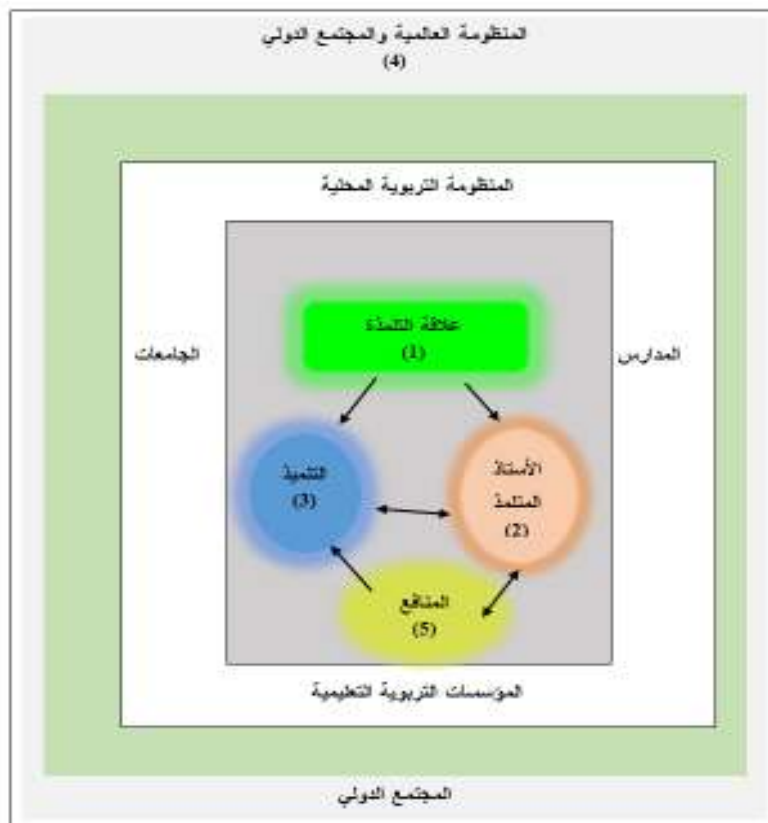 المنظومة العالمية والمجتمع الدولي
(4)
المنظومة التربوية المحلية
علاقة التلمذة
(1)
المدارس
الجامعات
الأستاذ
المتلمذ
(2)
التلميذ
(3)
المنافع
(5)
المؤسسات التربوية التعليمية
المجتمع الدولي